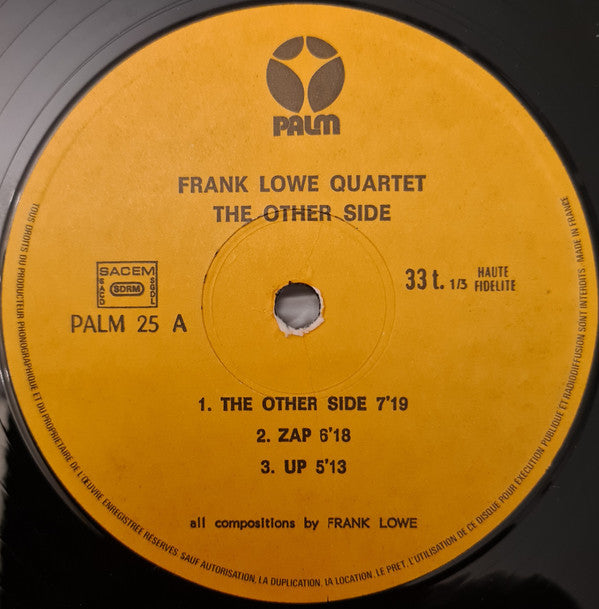 PALM
FRANK LOWE QUARTET
THE OTHER SIDE
SACEM
SACD
SDRM
SGDL
33 t. 1/3
HAUTE
FIDELITE
PALM 25 A
1. THE OTHER SIDE 7'19
2. ZAP 6'18
3. UP 5'13
all compositions by FRANK LOWE
TOUS DROITS DU PRODUCTEUR PHONOGRAPHIQUE ET DU PROPRIETAIRE DE L'ŒUVRE ENREGISTREE RESERVES SAUF AUTORISATION, LA DUPLICATION, LA LOCATION, LE PRET, L'UTILISATION DE CE DISQUE POUR EXECUTION PUBLIQUE ET RADIODIFFUSION SONT INTERDITS - MADE IN FRANCE